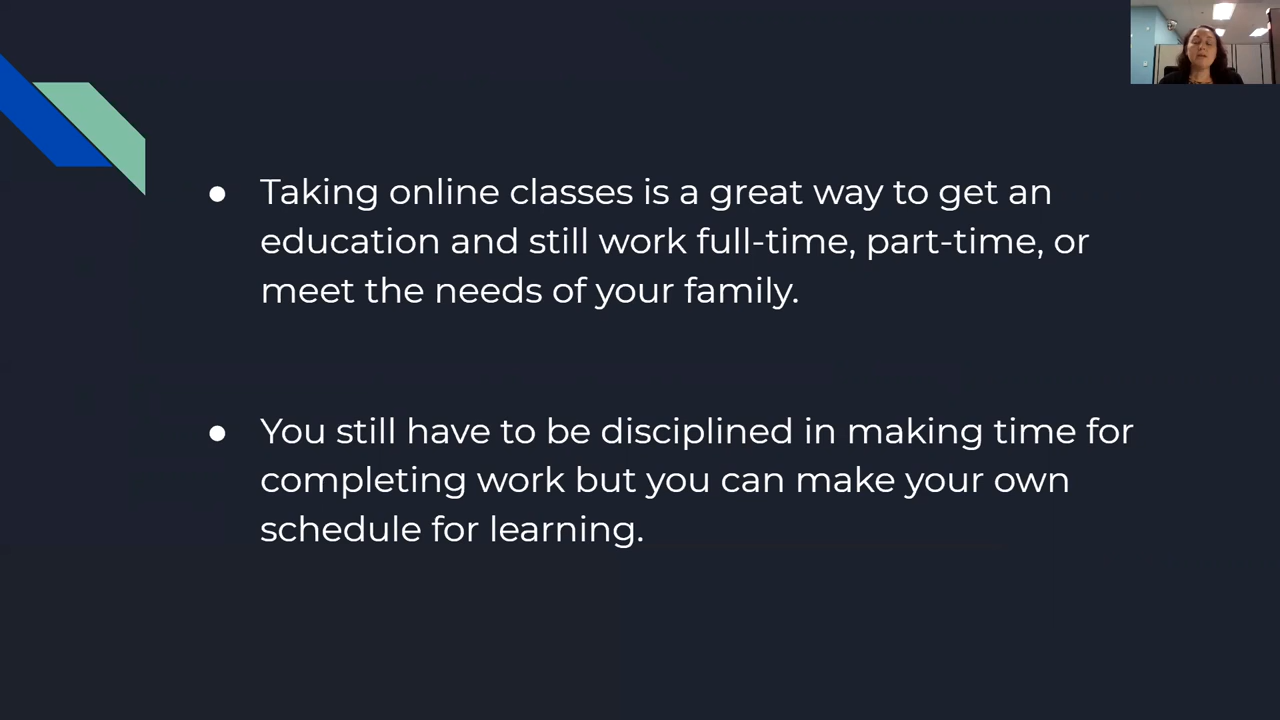 ● Taking online classes is a great way to get an
education and still work full-time, part-time, or
meet the needs of your family.
● You still have to be disciplined in making time for
completing work but you can make your own
schedule for learning.